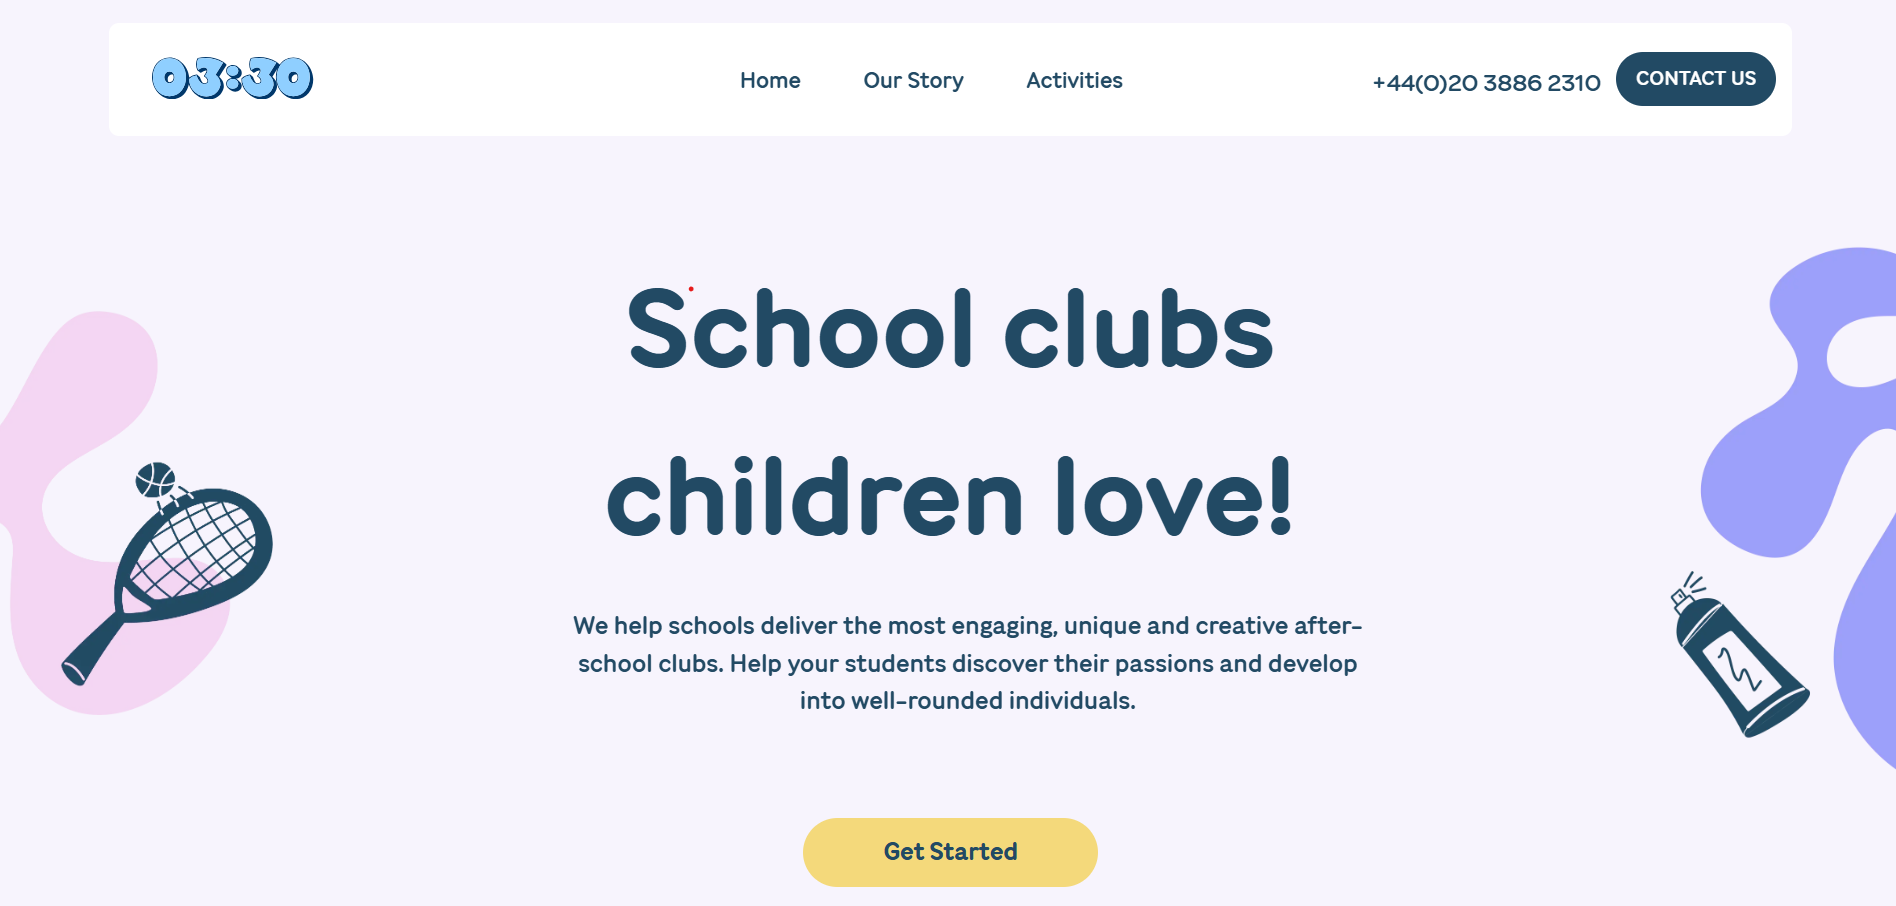 03:30
Home
Our Story
Activities
+44(0)20 3886 2310
CONTACT US
School clubs
children love!
We help schools deliver the most engaging, unique and creative after-
school clubs. Help your students discover their passions and develop
into well-rounded individuals.
Get Started